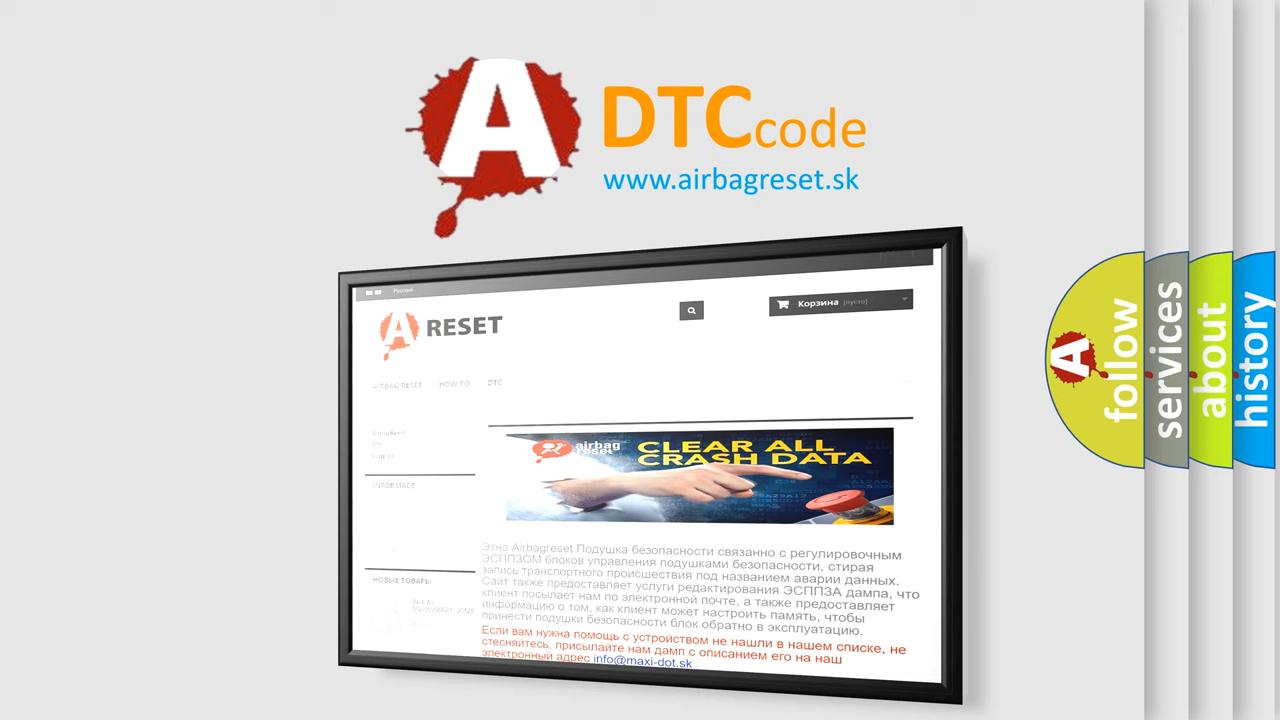 A DTCcode
www.airbagreset.sk
Русский
A RESET
Корзина (пусто)
AIRBAG RESET HOW TO DTC
INFORMACE
airbag
reset
CLEAR ALL
CRASH DATA
Этно Airbagreset Подушка безопасности связанно с регулировочным
ЭСППЗОМ блоков управления подушками безопасности, стирая
запись транспортного происшествия под названием аварии данных.
Сайт также предоставляет услуги редактирования ЭСППЗА дампа, что
клиент посылает нам по электронной почте, а также предоставляет
информацию о том, как клиент может настроить память, чтобы
принести подушки безопасности блок обратно в эксплуатацию.
Если вам нужна помощь с устройством не нашли в нашем списке, не
стесняйтесь, присылайте нам дамп с описанием его на наш
электронный адрес info@maxi-dot.sk
НОВЫЕ ТОВАРЫ
A follow
services
about
history